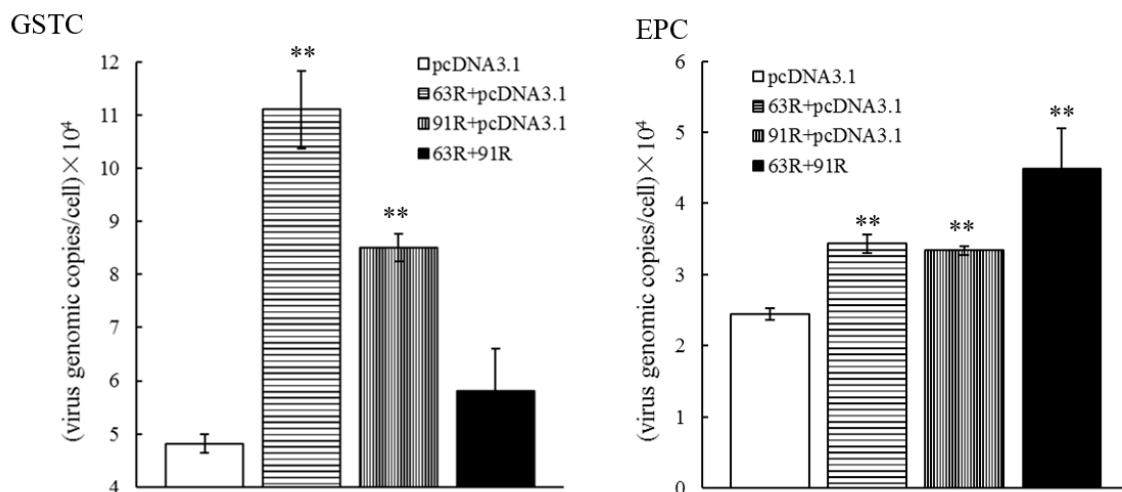 GSTC
(virus genomic copies/cell)×10⁴
12
11
10
9
8
7
6
5
4
**
**
pcDNA3.1
63R+pcDNA3.1
91R+pcDNA3.1
63R+91R
EPC
(virus genomic copies/cell)×10⁴
6
5
4
3
2
1
0
pcDNA3.1
63R+pcDNA3.1
91R+pcDNA3.1
63R+91R
**
**
**